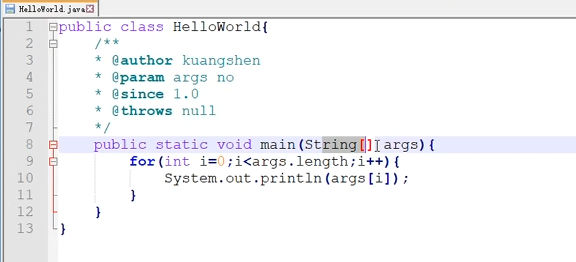 HelloWorld.java
1 public class HelloWorld{
2 /**
3 * @author kuangshen
4 * @param args no
5 * @since 1.0
6 * @throws null
7 */
8 public static void main(String[] args){
9 for(int i=0;i<args.length;i++){
10 System.out.println(args[i]);
11 }
12 }
13 }